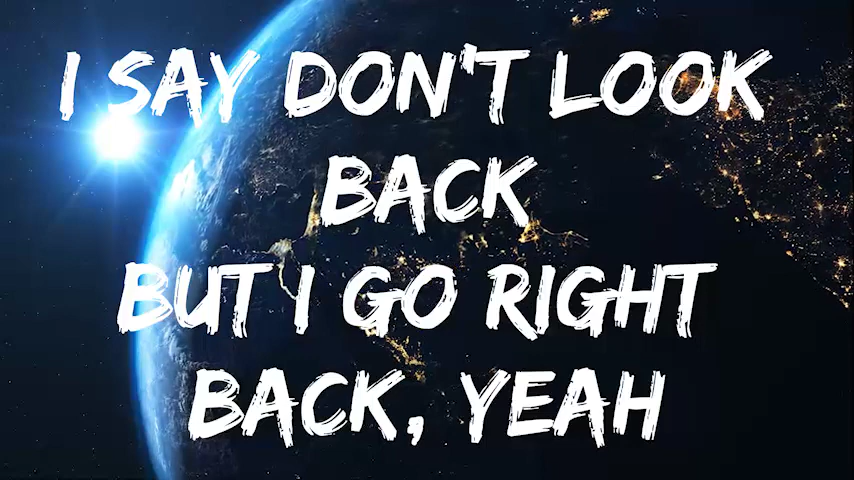 I SAY DON'T LOOK
BACK
BUT I GO RIGHT
BACK, YEAH